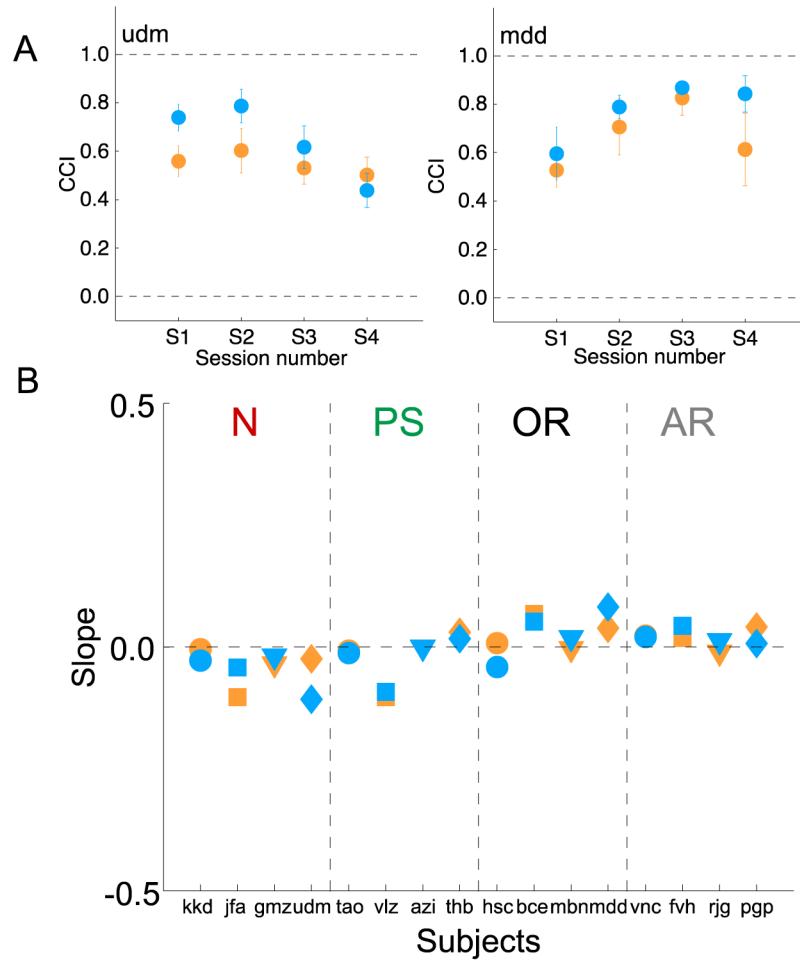 A
udm
mdd
1.0
0.8
0.6
0.4
0.2
0.0
CCI
S1 S2 S3 S4
Session number
1.0
0.8
0.6
0.4
0.2
0.0
CCI
S1 S2 S3 S4
Session number
B
0.5
0.0
-0.5
Slope
N PS OR AR
kkd jfa gmz udm tao vlz azi thb hsc bce mbn mdd vnc fvh rjg pgp
Subjects